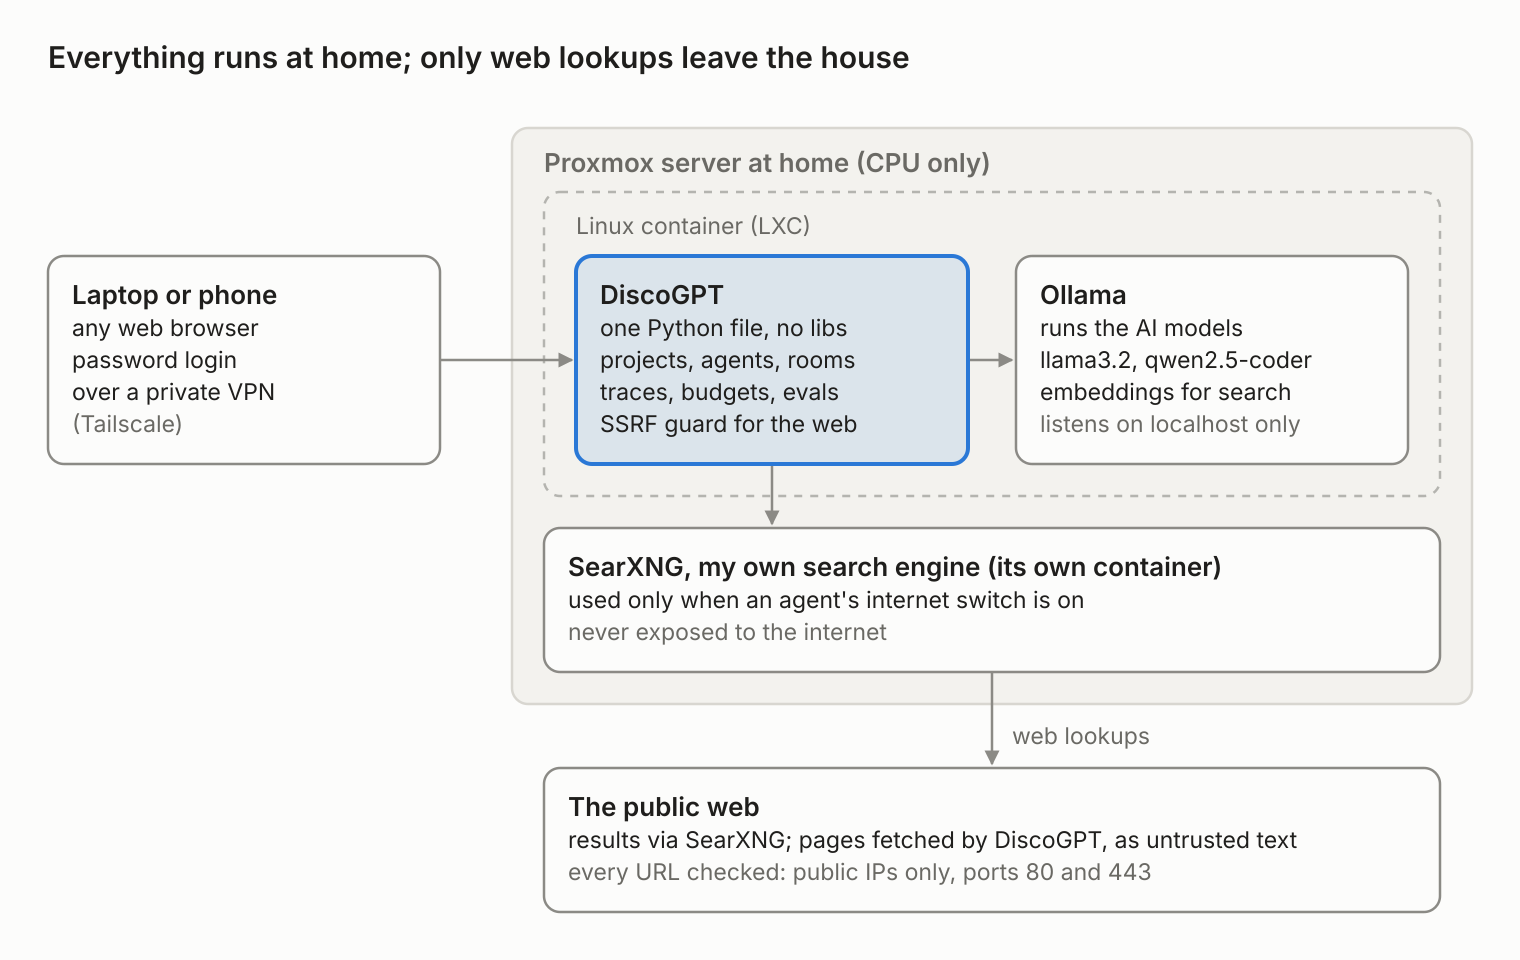 Everything runs at home; only web lookups leave the house
Proxmox server at home (CPU only)
Linux container (LXC)
Laptop or phone
any web browser
password login
over a private VPN
(Tailscale)
DiscoGPT
one Python file, no libs
projects, agents, rooms
traces, budgets, evals
SSRF guard for the web
Ollama
runs the AI models
llama3.2, qwen2.5-coder
embeddings for search
listens on localhost only
SearXNG, my own search engine (its own container)
used only when an agent's internet switch is on
never exposed to the internet
web lookups
The public web
results via SearXNG; pages fetched by DiscoGPT, as untrusted text
every URL checked: public IPs only, ports 80 and 443